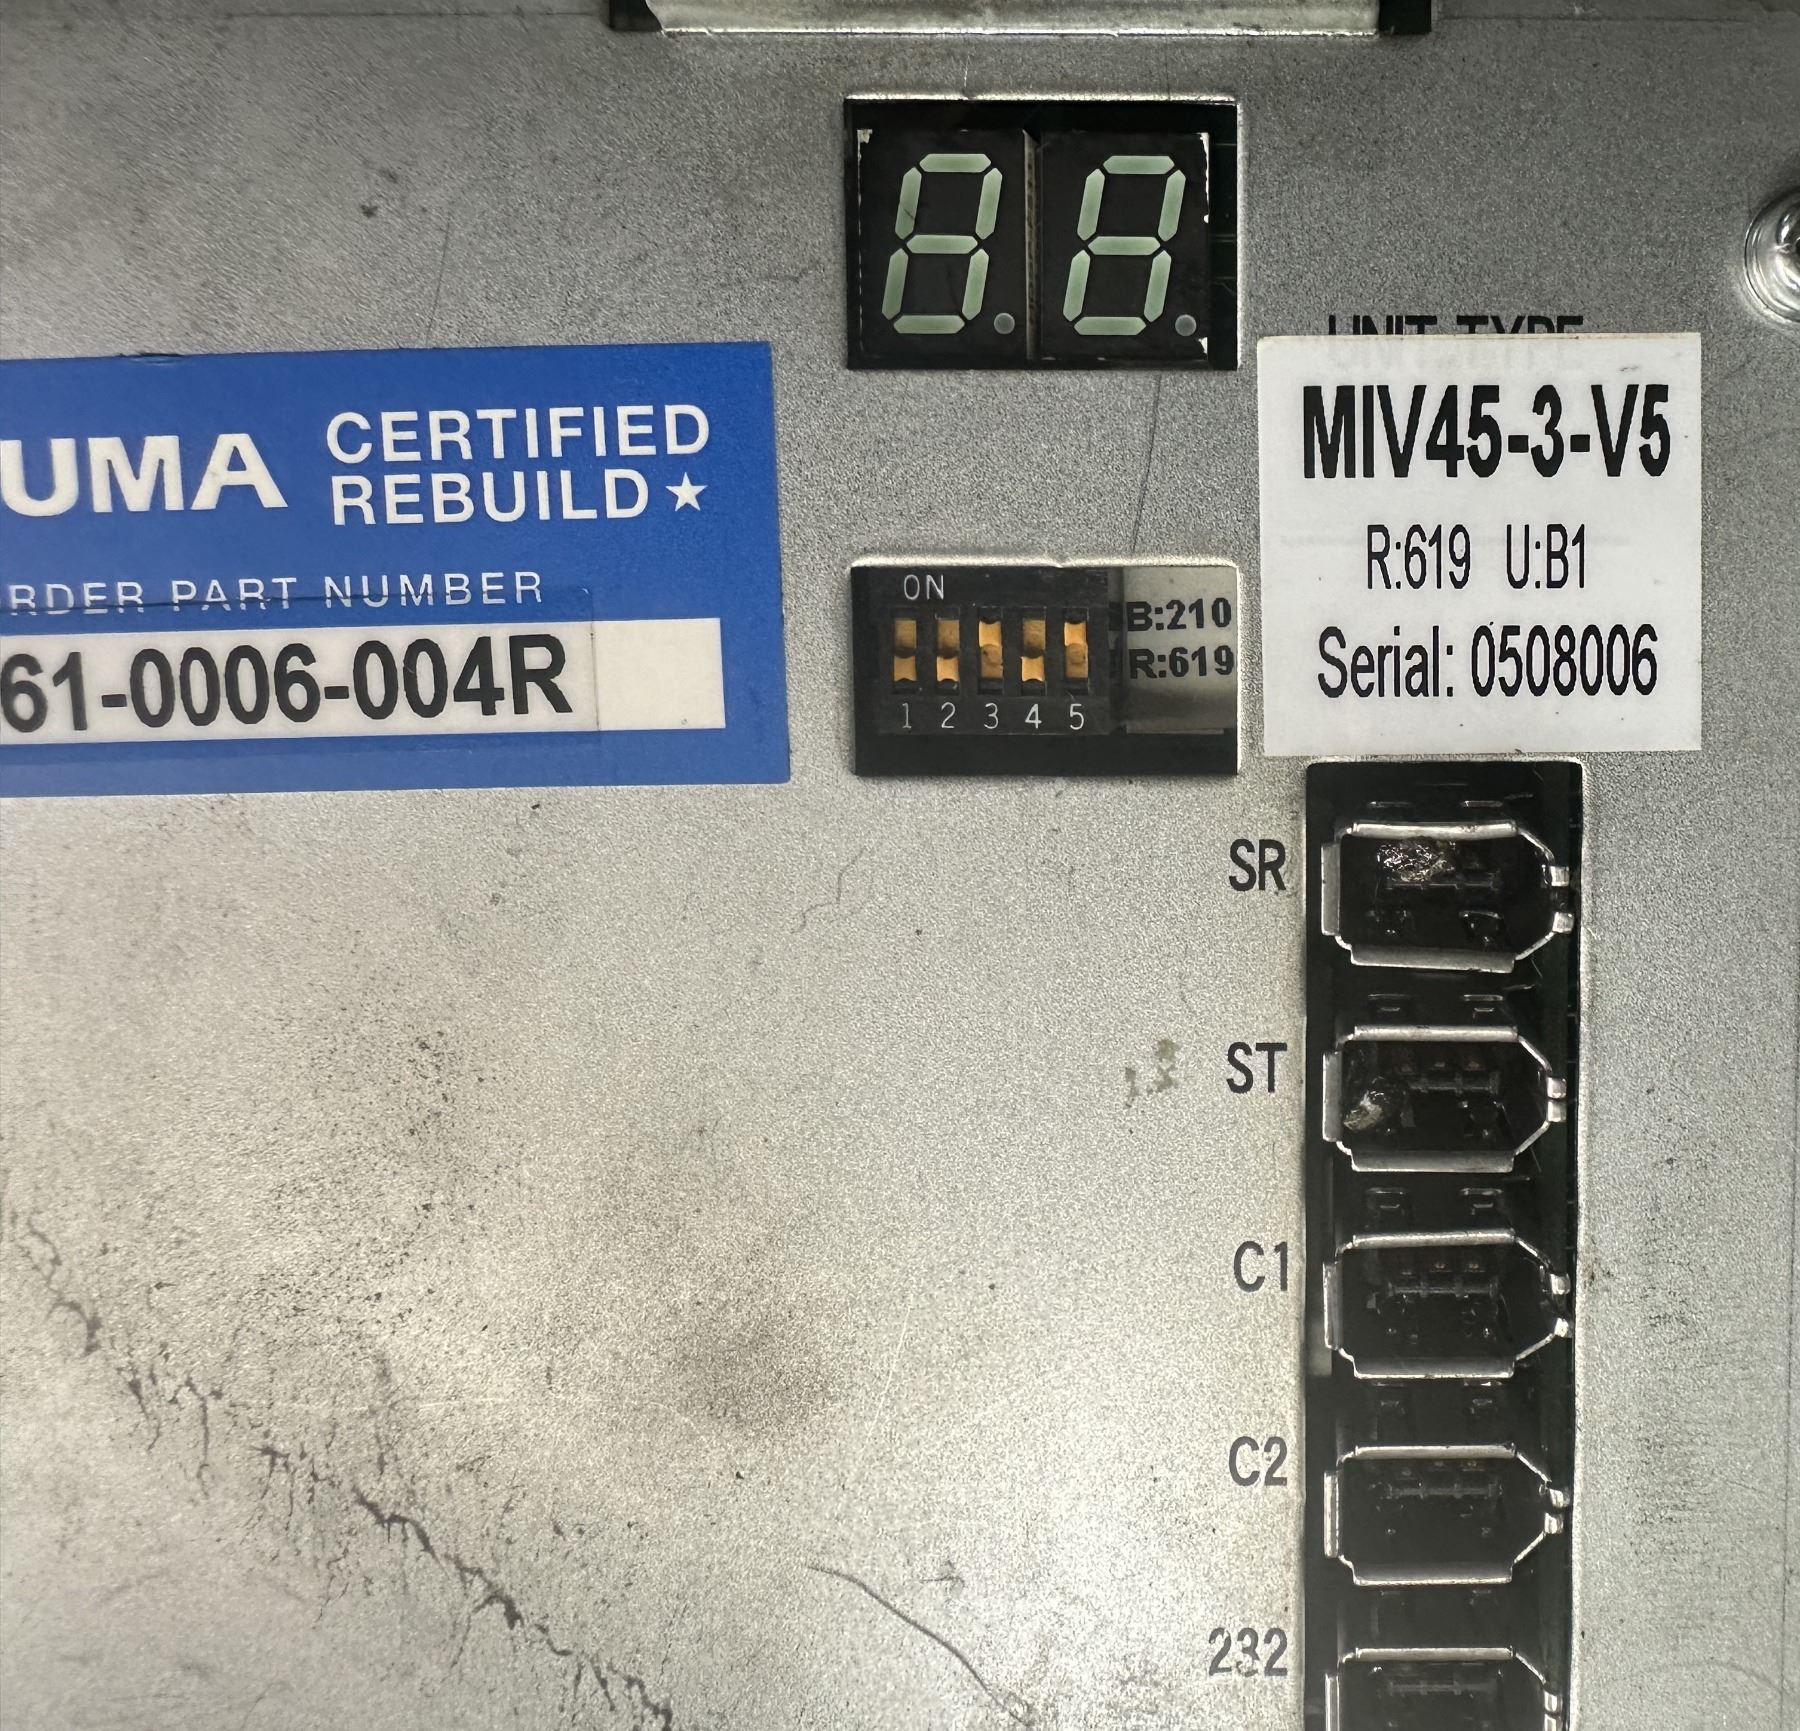 UNIT TYPE
UMA CERTIFIED
REBUILD ★
RDER PART NUMBER
61-0006-004R
MIV45-3-V5
R:619 U:B1
Serial: 0508006
ON
1 2 3 4 5
B:210
R:619
SR
ST
C1
C2
232